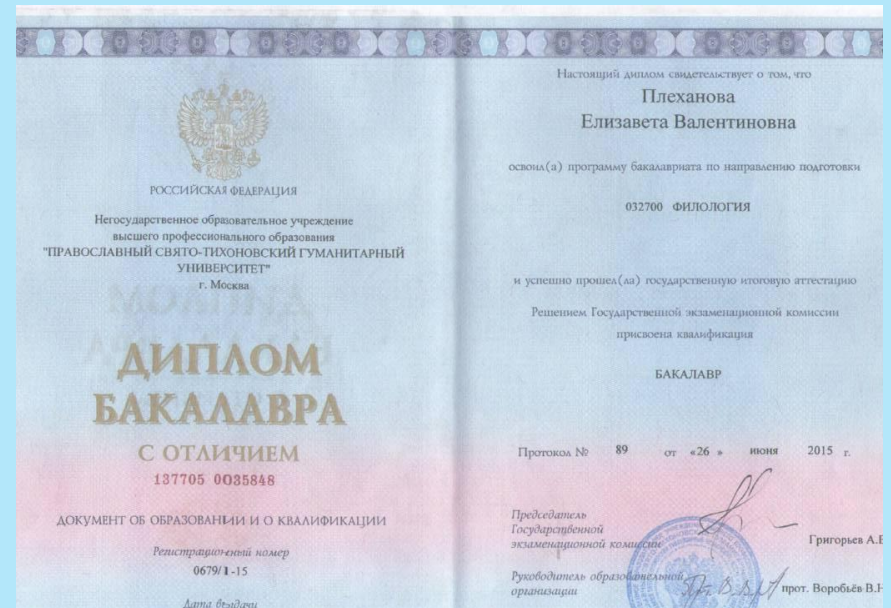 РОССИЙСКАЯ ФЕДЕРАЦИЯ
Негосударственное образовательное учреждение
высшего профессионального образования
"ПРАВОСЛАВНЫЙ СВЯТО-ТИХОНОВСКИЙ ГУМАНИТАРНЫЙ
УНИВЕРСИТЕТ"
г. Москва
ДИПЛОМ
БАКАЛАВРА
С ОТЛИЧИЕМ
137705 0035848
ДОКУМЕНТ ОБ ОБРАЗОВАНИИ И О КВАЛИФИКАЦИИ
Регистрационный номер
0679/1-15
Дата выдачи
Настоящий диплом свидетельствует о том, что
Плеханова
Елизавета Валентиновна
освоил(а) программу бакалавриата по направлению подготовки
032700 ФИЛОЛОГИЯ
и успешно прошел(ла) государственную итоговую аттестацию
Решением Государственной экзаменационной комиссии
присвоена квалификация
БАКАЛАВР
Протокол № 89 от «26 » июня 2015 г.
Председатель
Государственной
экзаменационной комиссии
Григорьев А.
Руководитель образовательной
организации
прот. Воробьёв В.